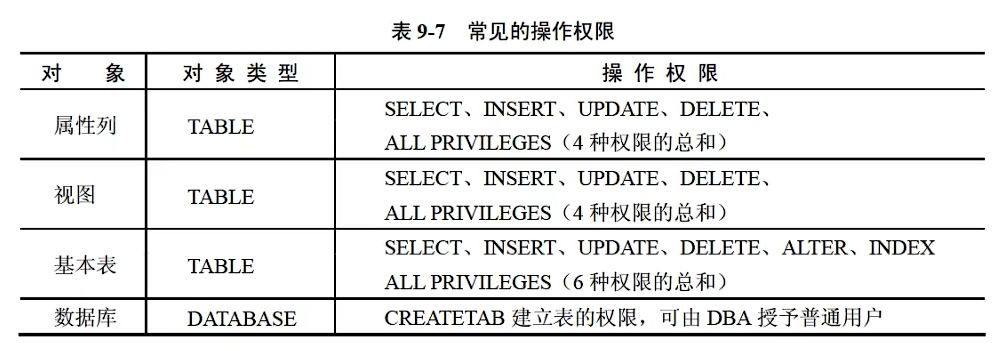 表 9-7 常见的操作权限
对 象 对 象 类 型 操 作 权 限
属性列 TABLE SELECT、INSERT、UPDATE、DELETE、
ALL PRIVILEGES（4 种权限的总和）
视图 TABLE SELECT、INSERT、UPDATE、DELETE、
ALL PRIVILEGES（4 种权限的总和）
基本表 TABLE SELECT、INSERT、UPDATE、DELETE、ALTER、INDEX
ALL PRIVILEGES（6 种权限的总和）
数据库 DATABASE CREATETAB 建立表的权限，可由 DBA 授予普通用户